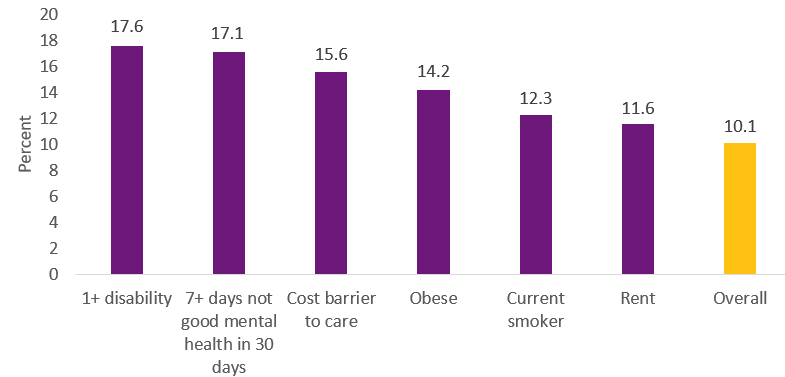 20
18
16
14
12
10
8
6
4
2
0
Percent
17.6
17.1
15.6
14.2
12.3
11.6
10.1
1+ disability
7+ days not
good mental
health in 30
days
Cost barrier
to care
Obese
Current
smoker
Rent
Overall